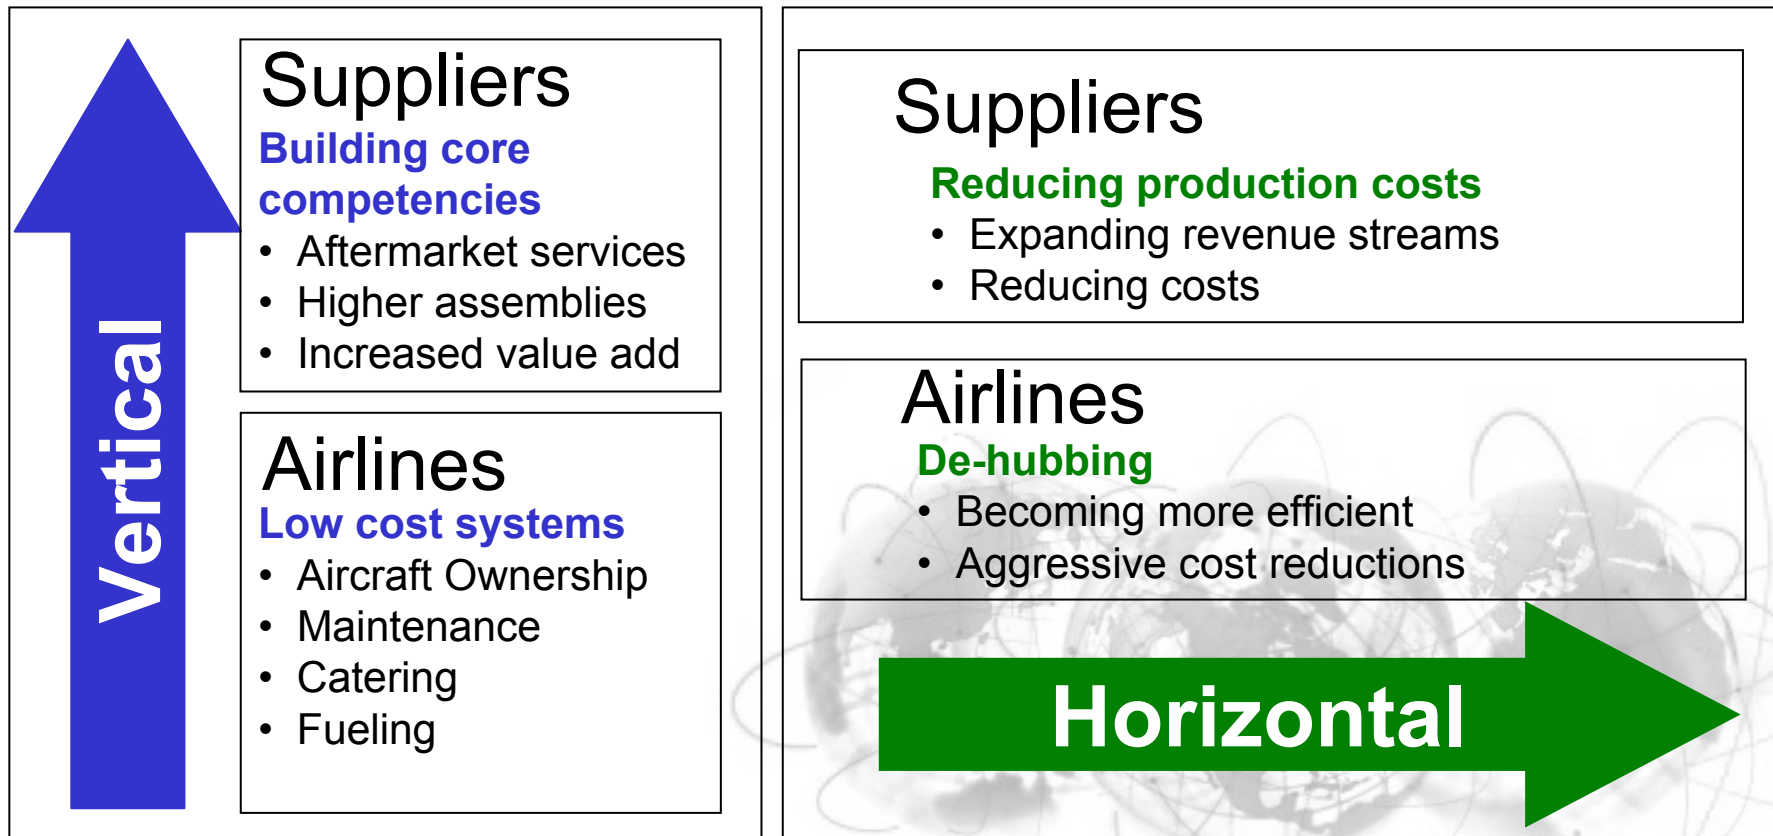 Vertical
Suppliers
Building core
competencies
• Aftermarket services
• Higher assemblies
• Increased value add
Airlines
Low cost systems
• Aircraft Ownership
• Maintenance
• Catering
• Fueling
Suppliers
Reducing production costs
• Expanding revenue streams
• Reducing costs
Airlines
De-hubbing
• Becoming more efficient
• Aggressive cost reductions
Horizontal